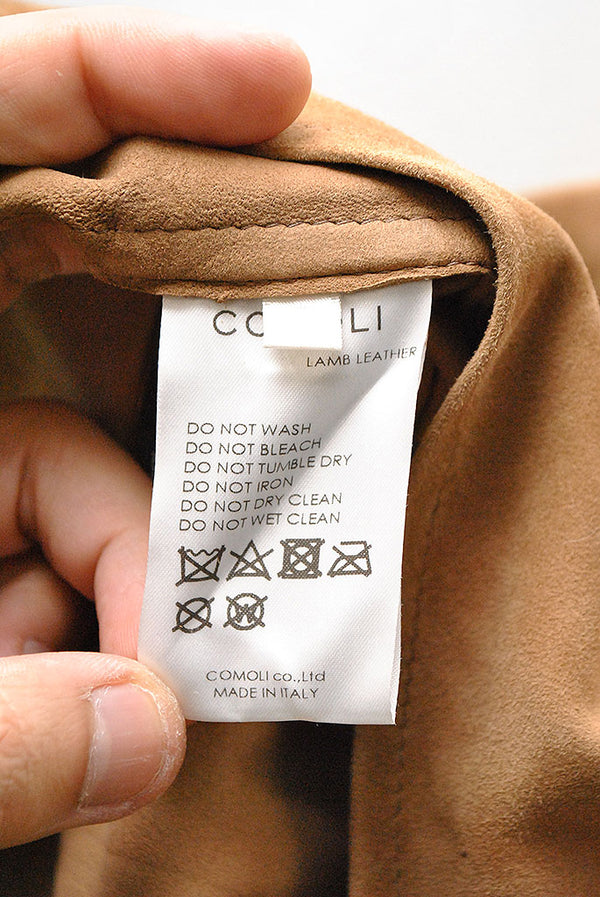 LAMB LEATHER
DO NOT WASH
DO NOT BLEACH
DO NOT TUMBLE DRY
DO NOT IRON
DO NOT DRY CLEAN
DO NOT WET CLEAN
W
COMOLI co.,Ltd
MADE IN ITALY